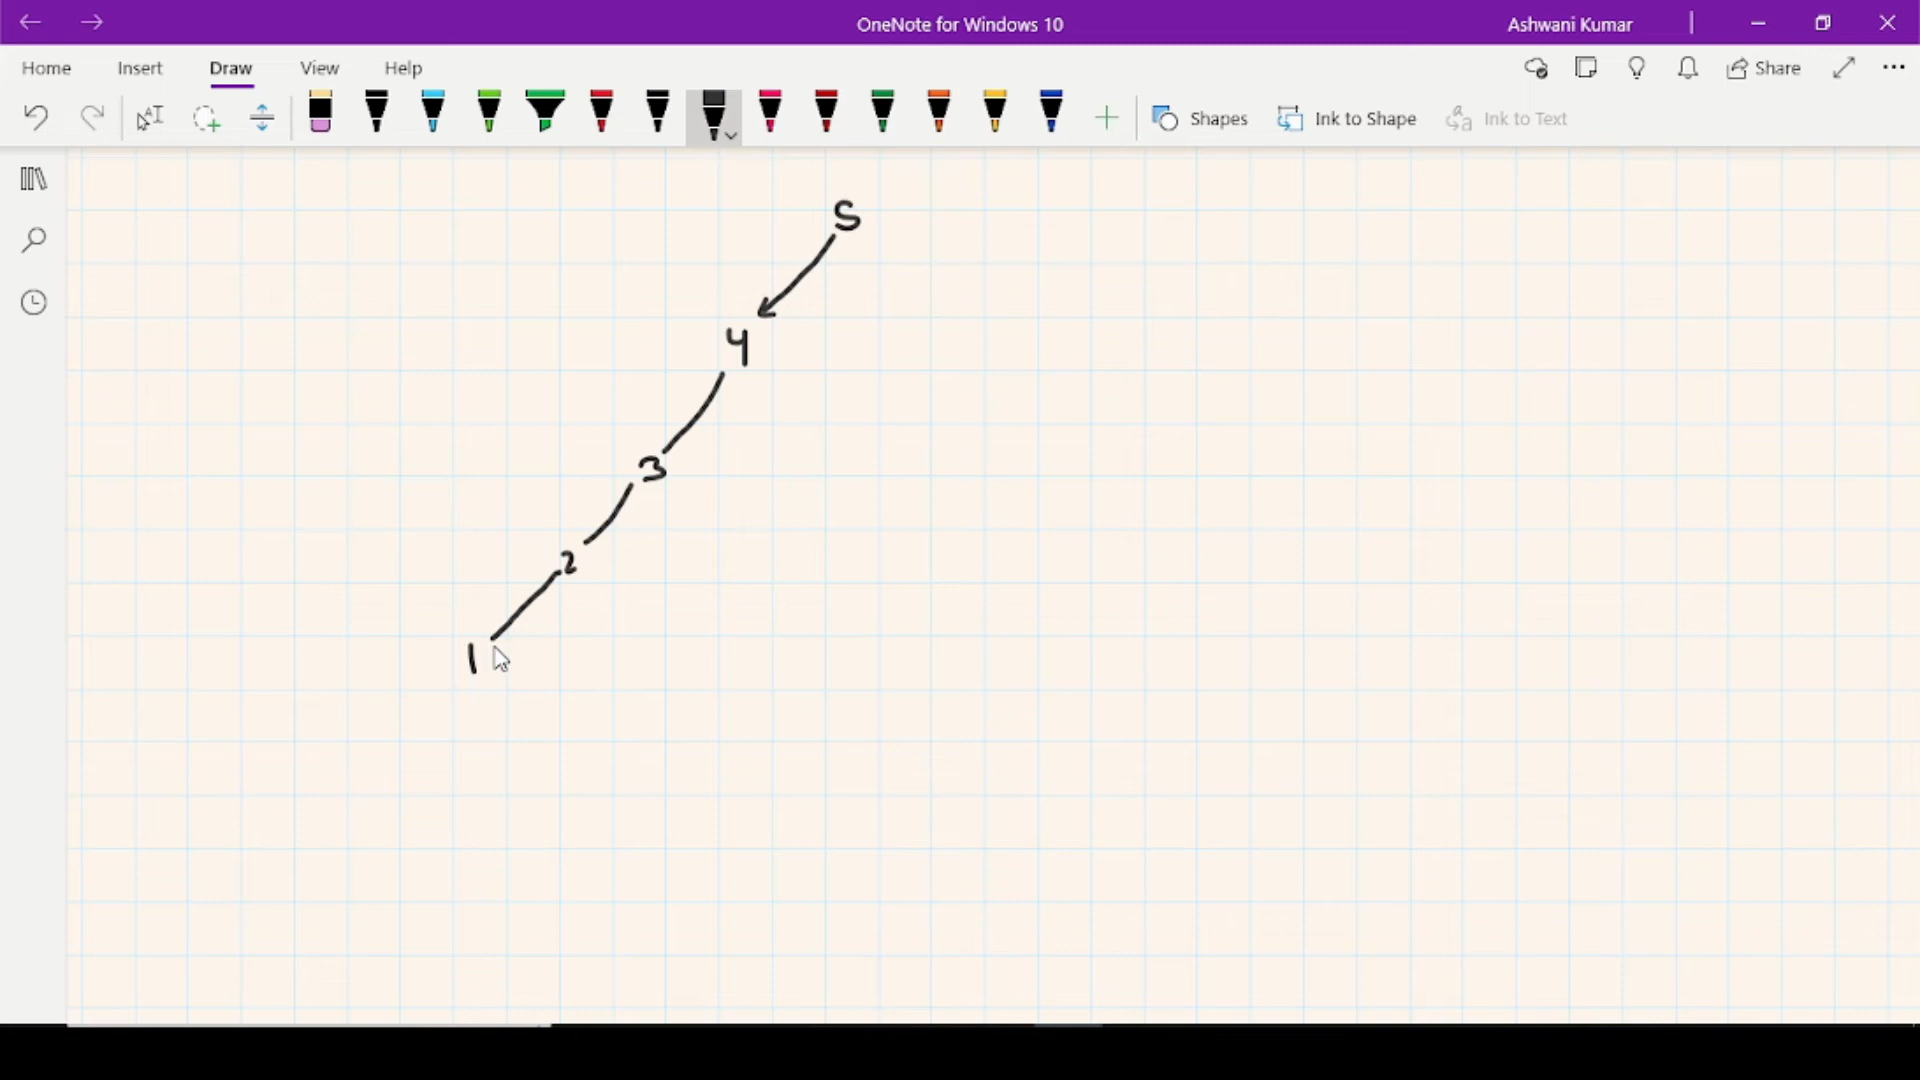 OneNote for Windows 10 Ashwani Kumar
Home Insert Draw View Help Share
Shapes Ink to Shape Ink to Text
5
4
3
2
1